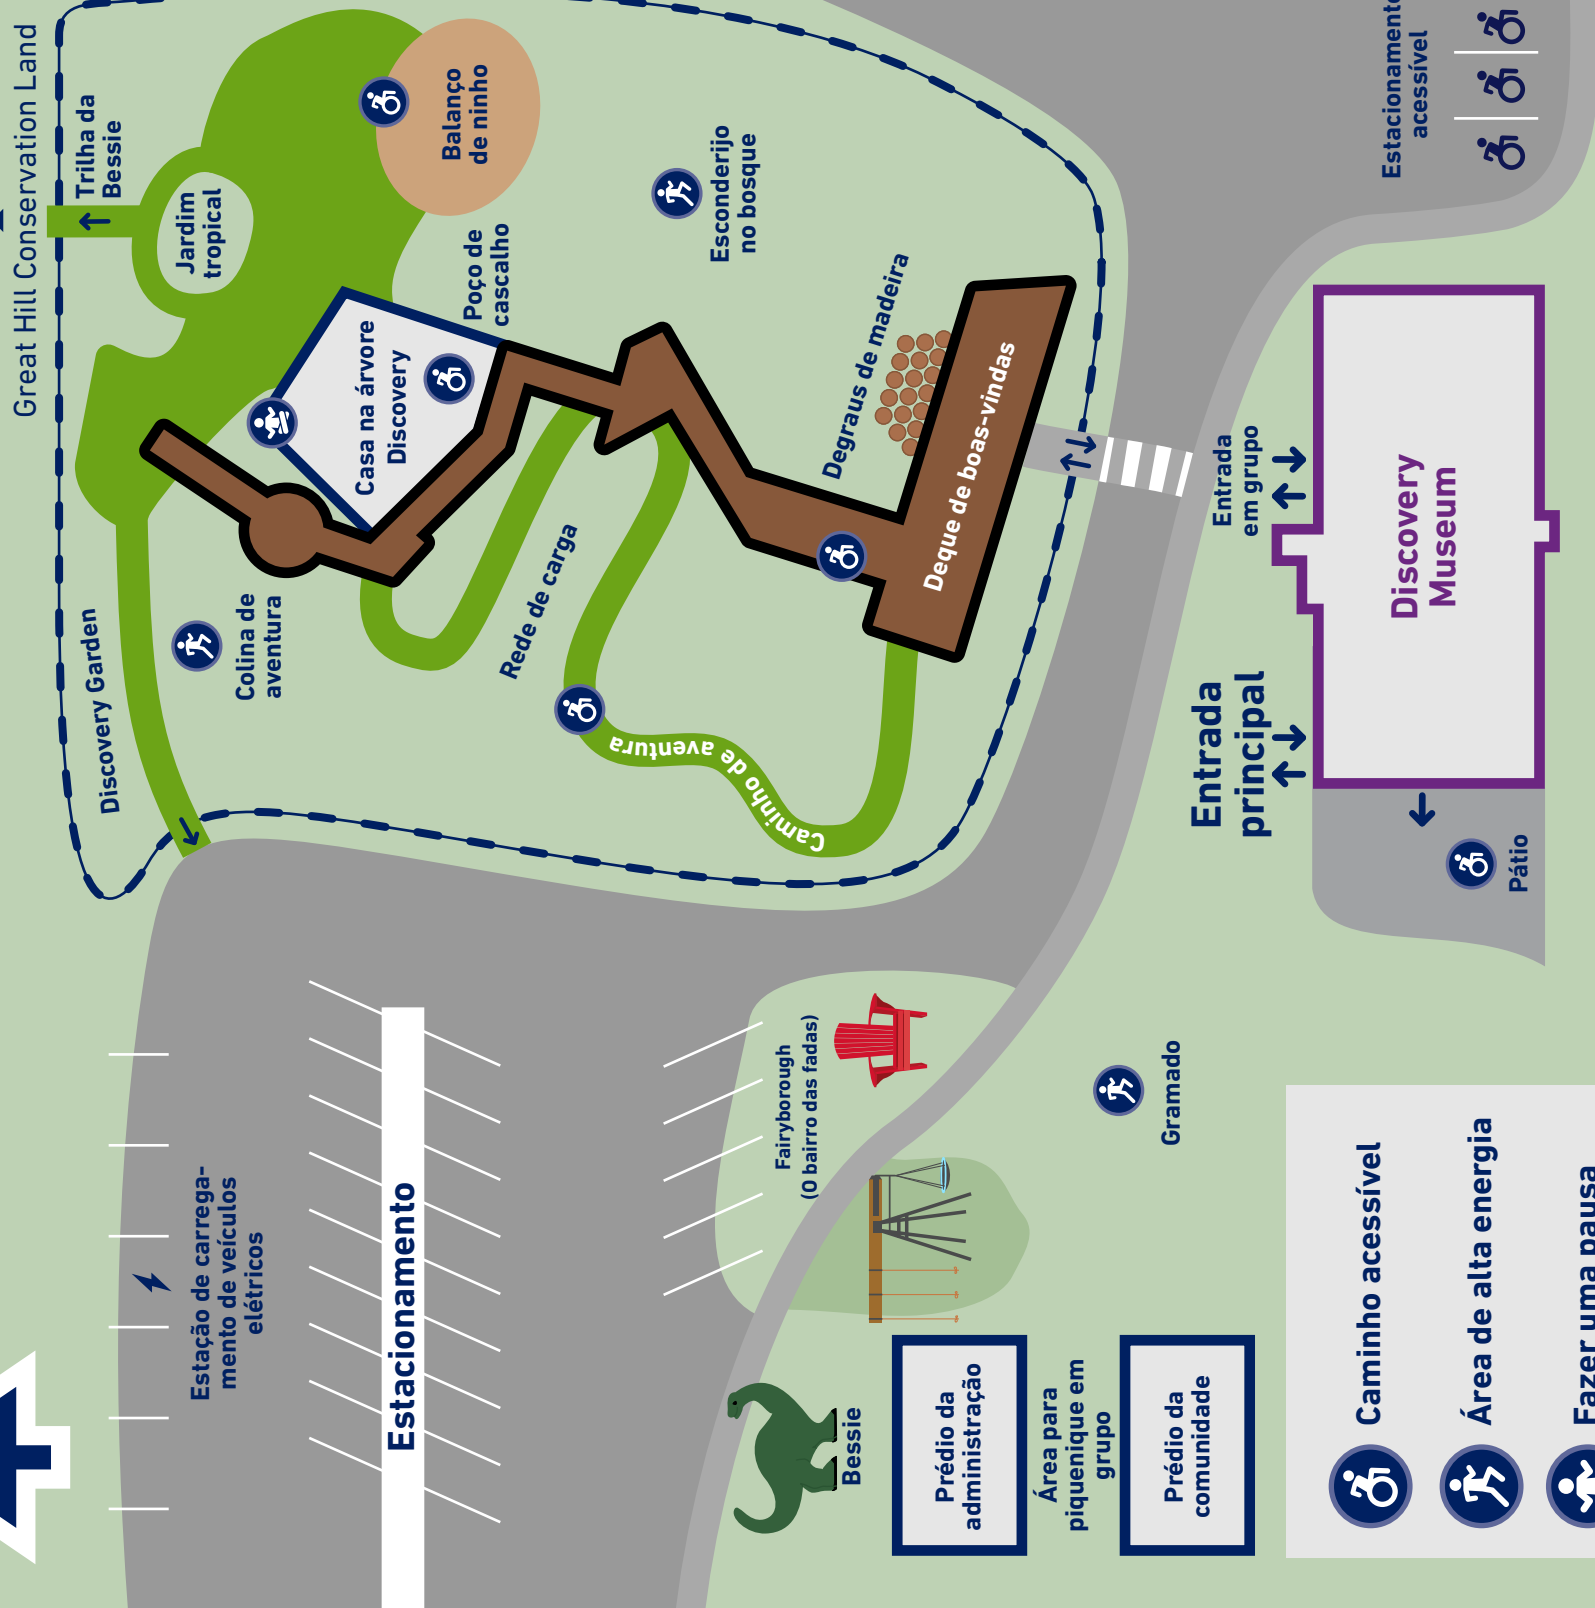 Great Hill Conservation Land
Trilha da
Bessie
Jardim
tropical
Balanço
de ninho
Poço de
cascalho
Esconderijo
no bosque
Estacionamento
acessível
Casa na árvore
Discovery
Degraus de madeira
Deque de boas-vindas
Discovery Garden
Colina de
aventura
Rede de carga
Caminho de aventura
Entrada
em grupo
Entrada
principal
Discovery
Museum
Pátio
Estação de carrega-
mento de veículos
elétricos
Estacionamento
Fairyborough
(O bairro das fadas)
Gramado
Bessie
Prédio da
administração
Área para
piquenique em
grupo
Prédio da
comunidade
Caminho acessível
Área de alta energia
Fazer uma pausa